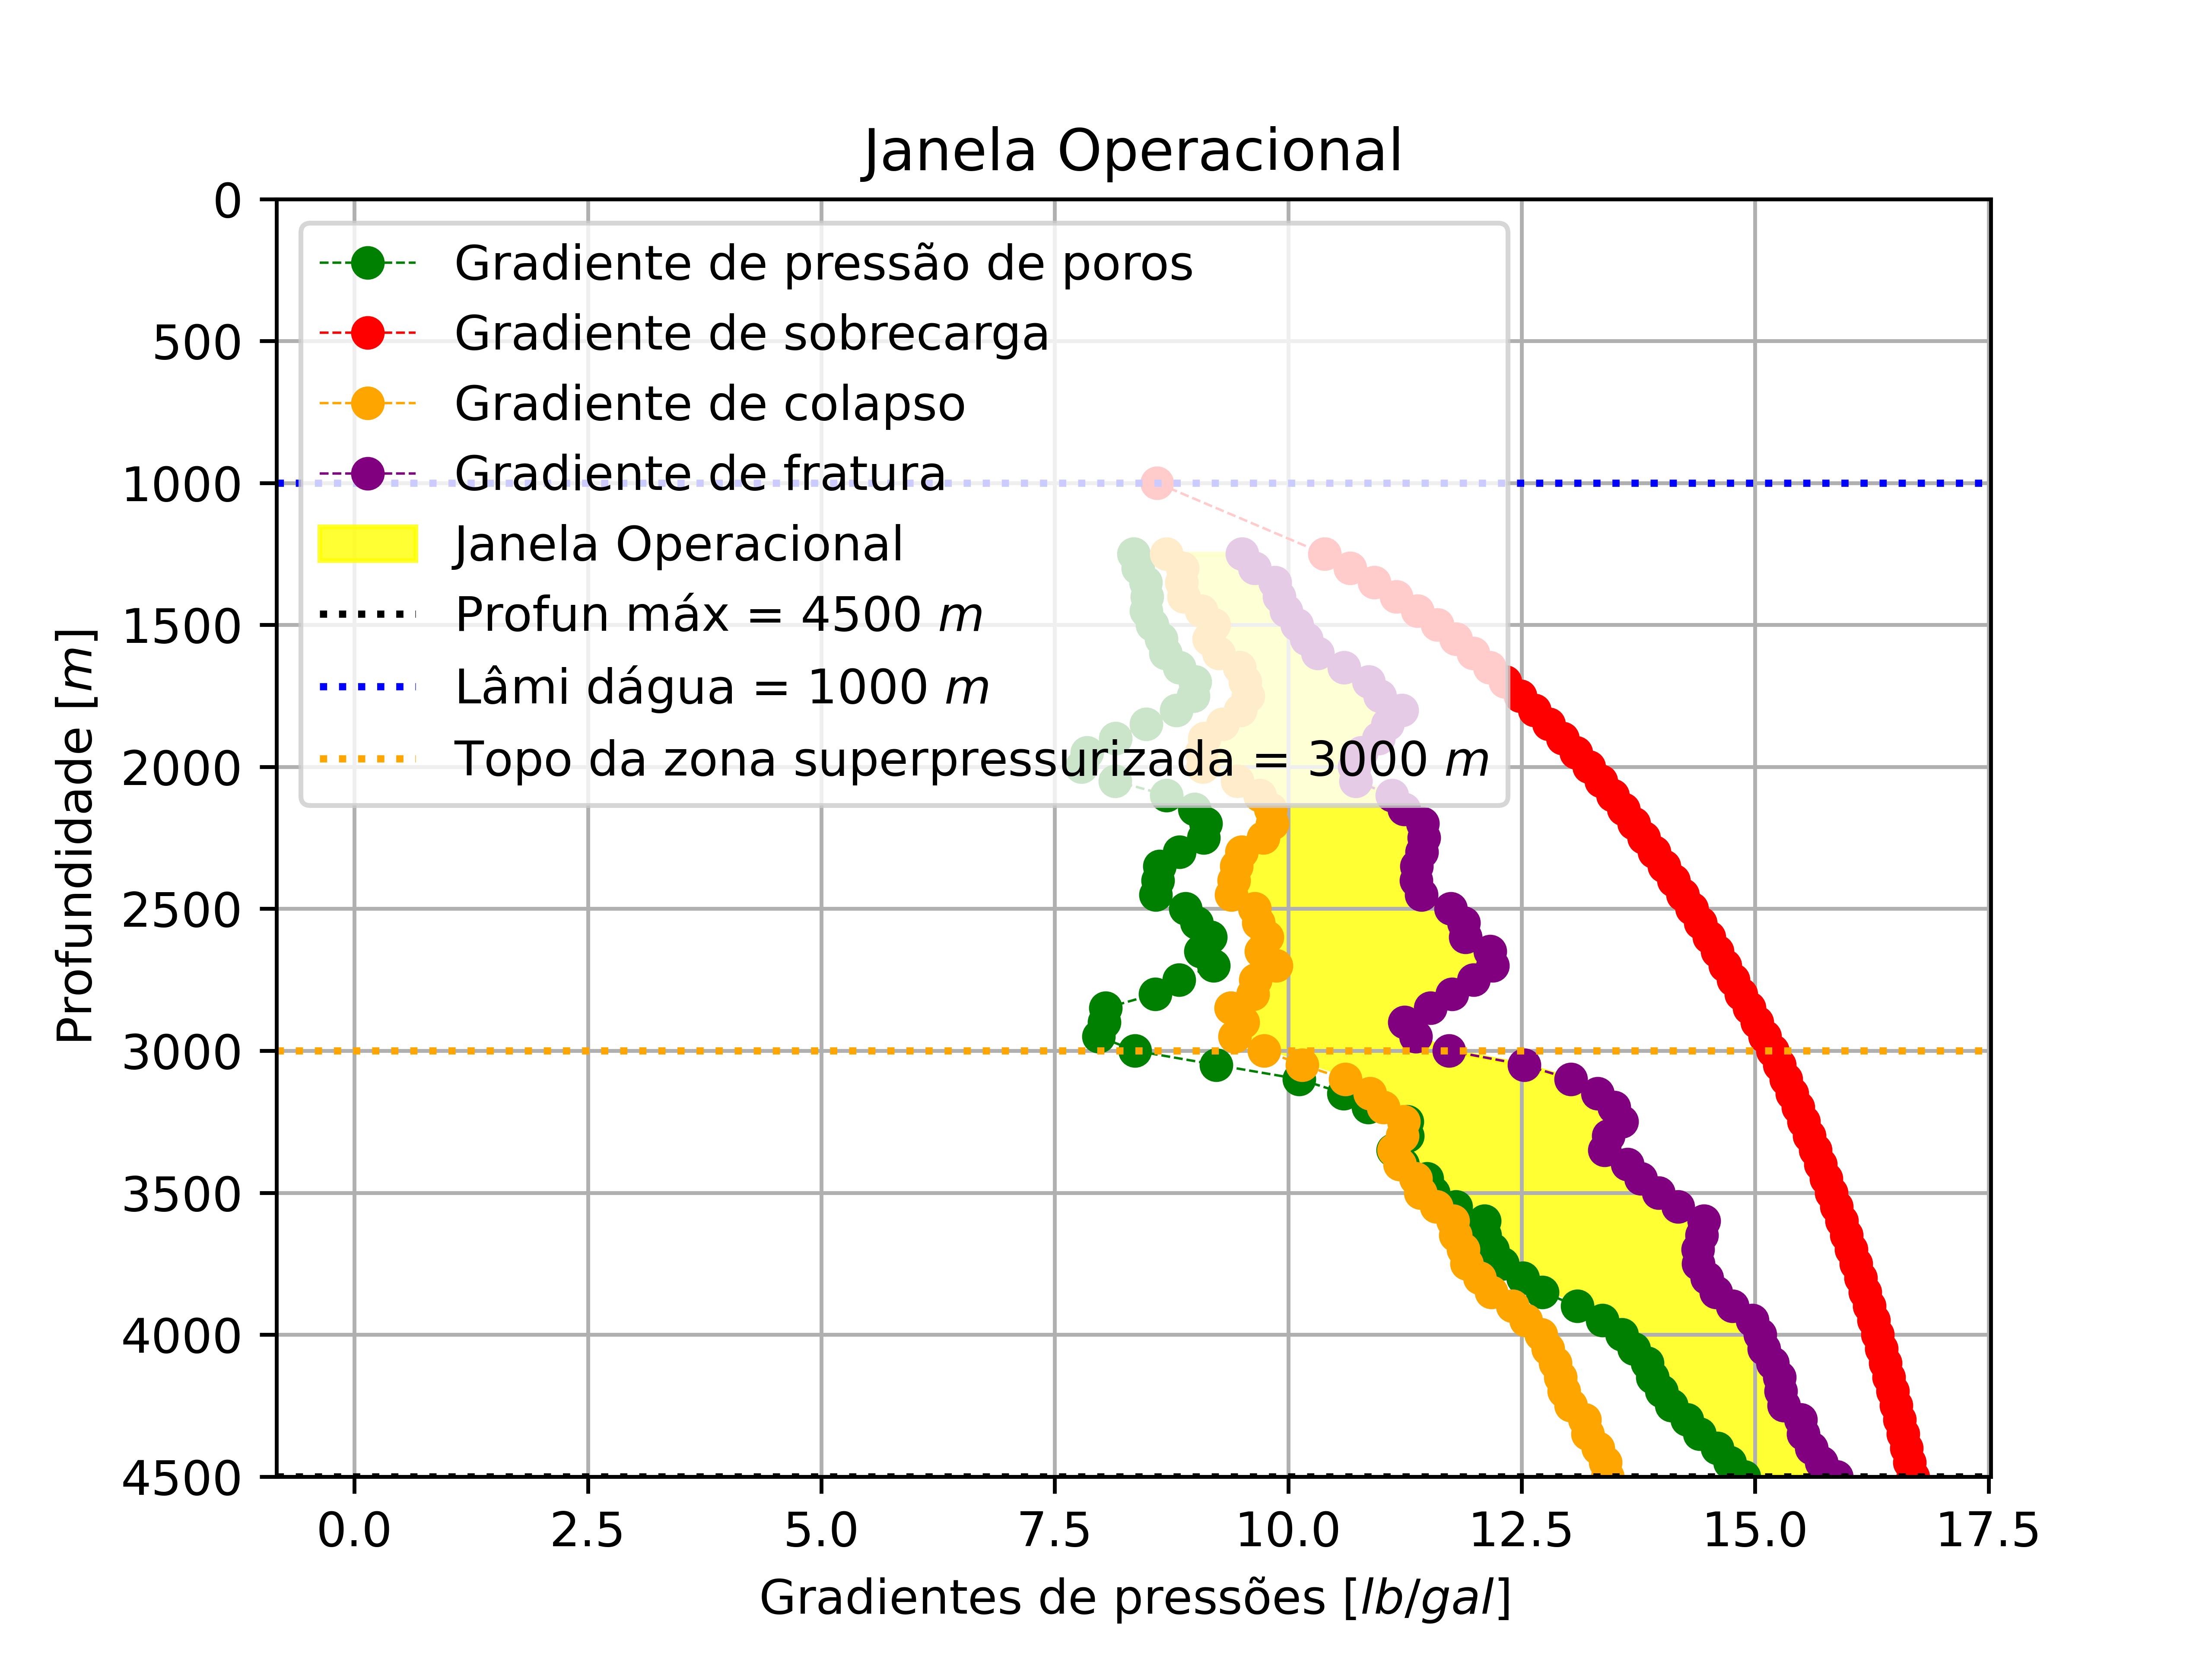 Janela Operacional
0
500
1000
1500
2000
2500
3000
3500
4000
4500
Profundidade [m]
Gradiente de pressão de poros
Gradiente de sobrecarga
Gradiente de colapso
Gradiente de fratura
Janela Operacional
Profun máx = 4500 m
Lâmi dágua = 1000 m
Topo da zona superpressurizada = 3000 m
0.0 2.5 5.0 7.5 10.0 12.5 15.0 17.5
Gradientes de pressões [lb/gal]